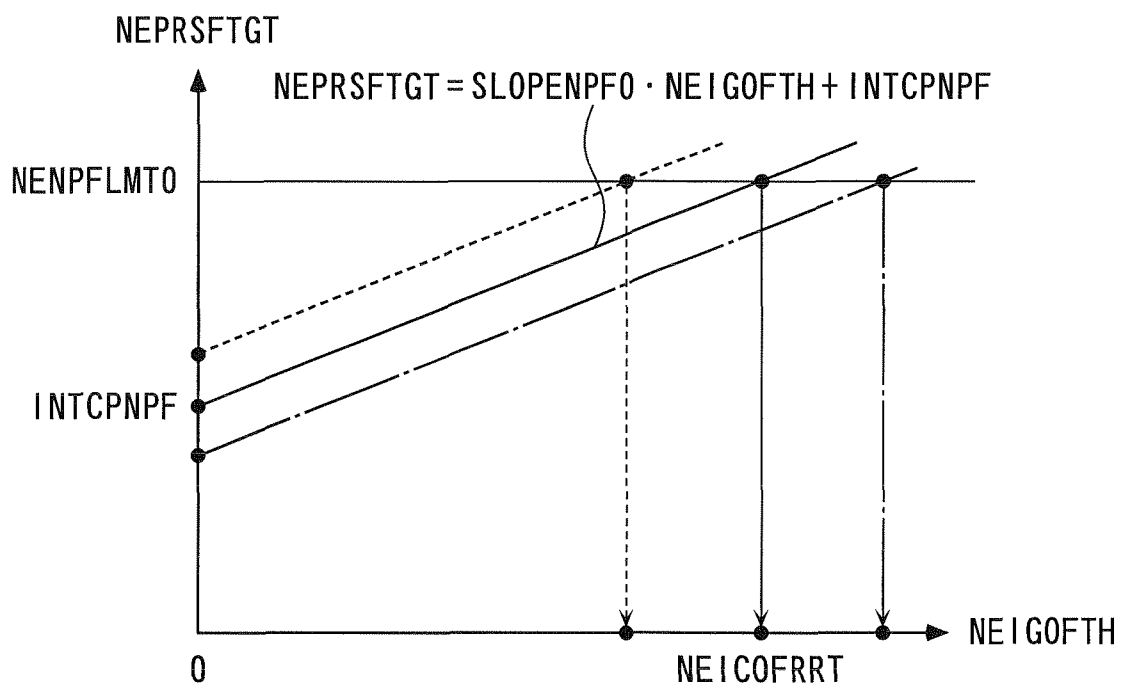 NEPRSFTGT
NEPRSFTGT=SLOPENPF0・NEIGOFTH+INTCPNPF
NENPFLMT0
INTCPNPF
NEIGOFTH
0
NEICOFRRT